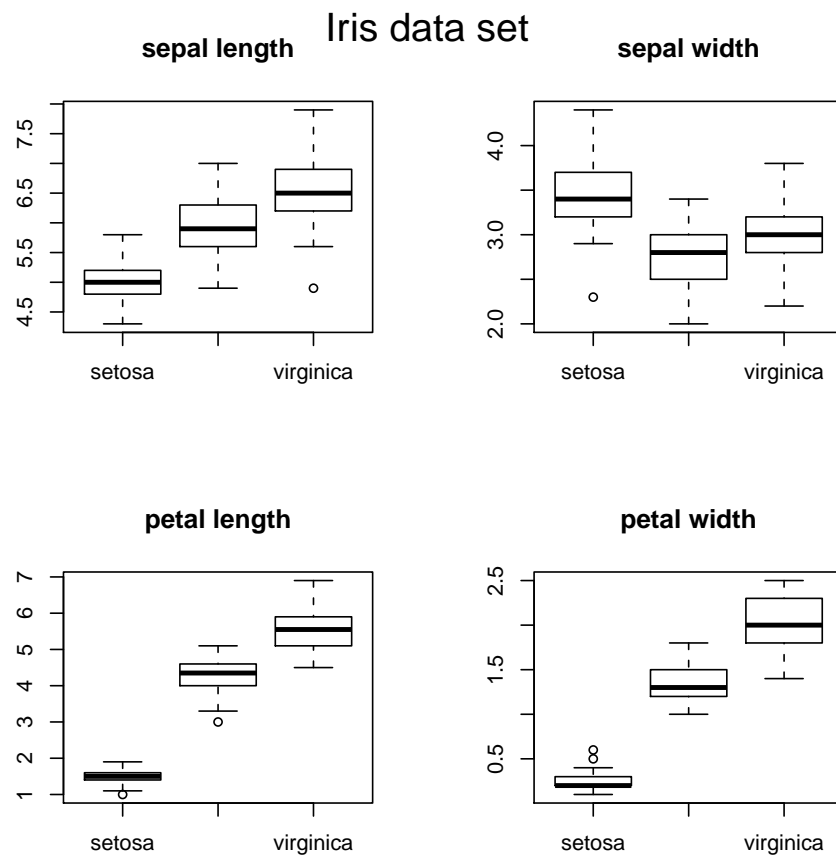 Iris data set
sepal length
7.5
6.5
5.5
4.5
setosa virginica
sepal width
4.0
3.0
2.0
setosa virginica
petal length
7
6
5
4
3
2
1
setosa virginica
petal width
2.5
1.5
0.5
setosa virginica